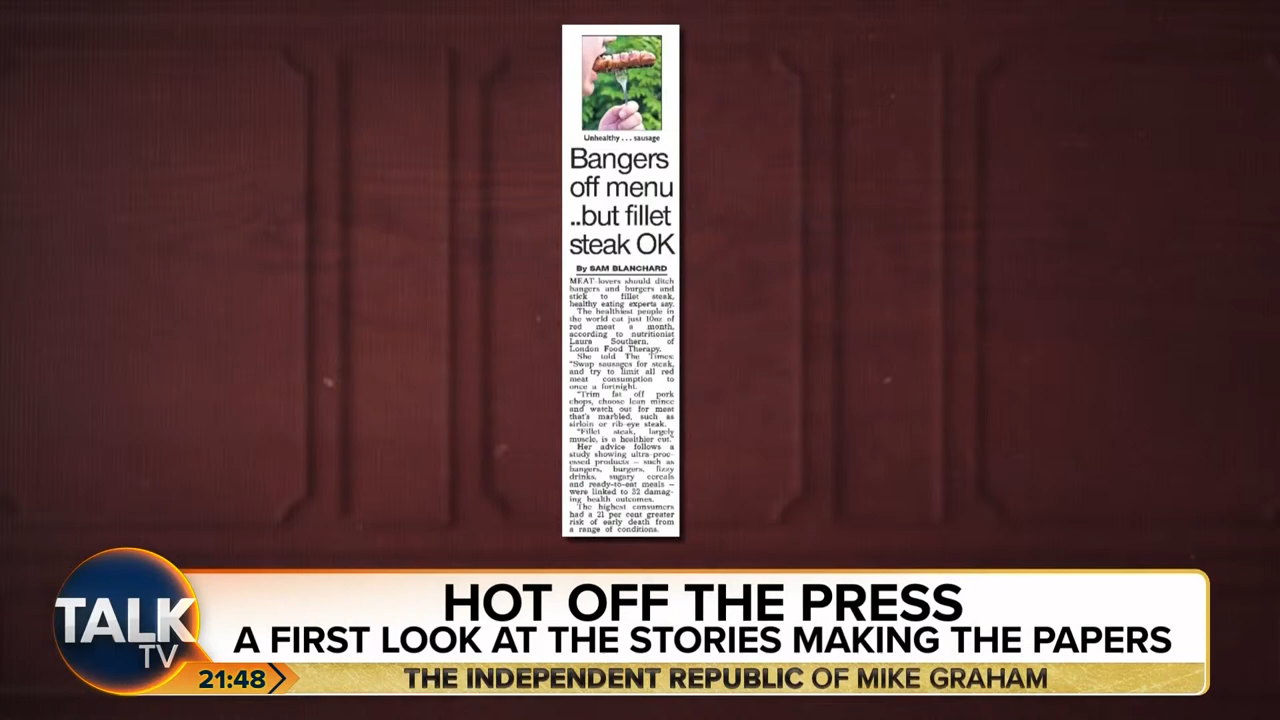 Unhealthy . . . sausage
Bangers
off menu
..but fillet
steak OK
By SAM BLANCHARD
MEAT-lovers should ditch
bangers and burgers and
stick to fillet steak,
healthy eating experts say.
The healthiest people in
the world eat just 10oz of
red meat a month,
according to nutritionist
Laura Southern, of
London Food Therapy.
She told The Times:
"Swap sausages for steak,
and try to limit all red
meat consumption to
once a fortnight.
"Trim fat off pork
chops, choose lean mince
and watch out for meat
that's marbled, such as
sirloin or rib-eye steak.
"Fillet steak, largely
muscle, is a healthier cut."
Her advice follows a
study showing ultra-proc-
essed products – such as
bangers, burgers, fizzy
drinks, sugary cereals
and ready-to-eat meals –
were linked to 32 damag-
ing health outcomes.
The highest consumers
had a 21 per cent greater
risk of early death from
a range of conditions.
HOT OFF THE PRESS
A FIRST LOOK AT THE STORIES MAKING THE PAPERS
TALK
TV
21:48
THE INDEPENDENT REPUBLIC OF MIKE GRAHAM